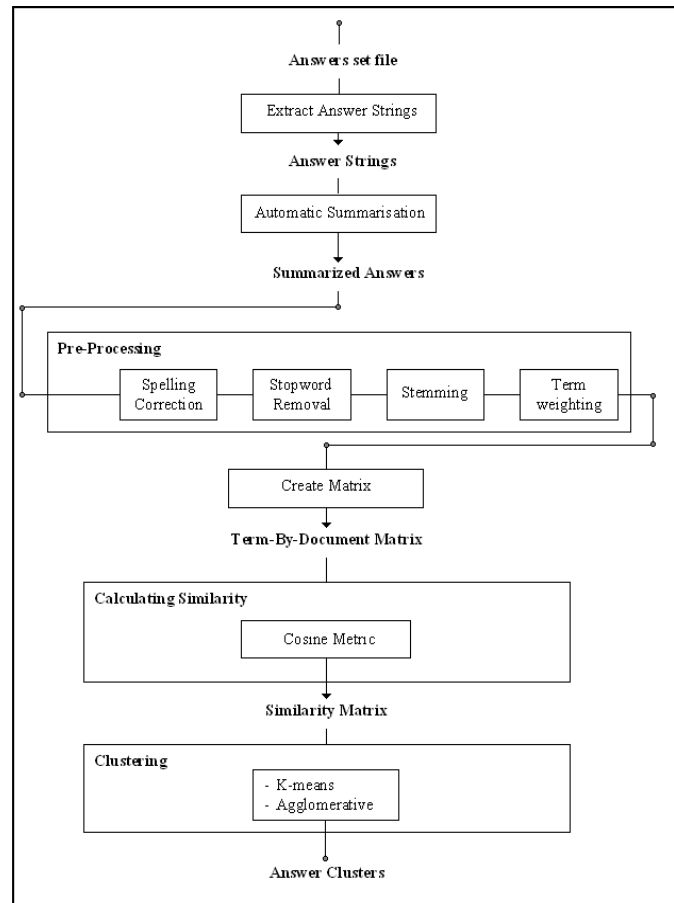 Answers set file
Extract Answer Strings
Answer Strings
Automatic Summarisation
Summarized Answers
Pre-Processing
Spelling
Correction
Stopword
Removal
Stemming
Term
weighting
Create Matrix
Term-By-Document Matrix
Calculating Similarity
Cosine Metric
Similarity Matrix
Clustering
- K-means
- Agglomerative
Answer Clusters